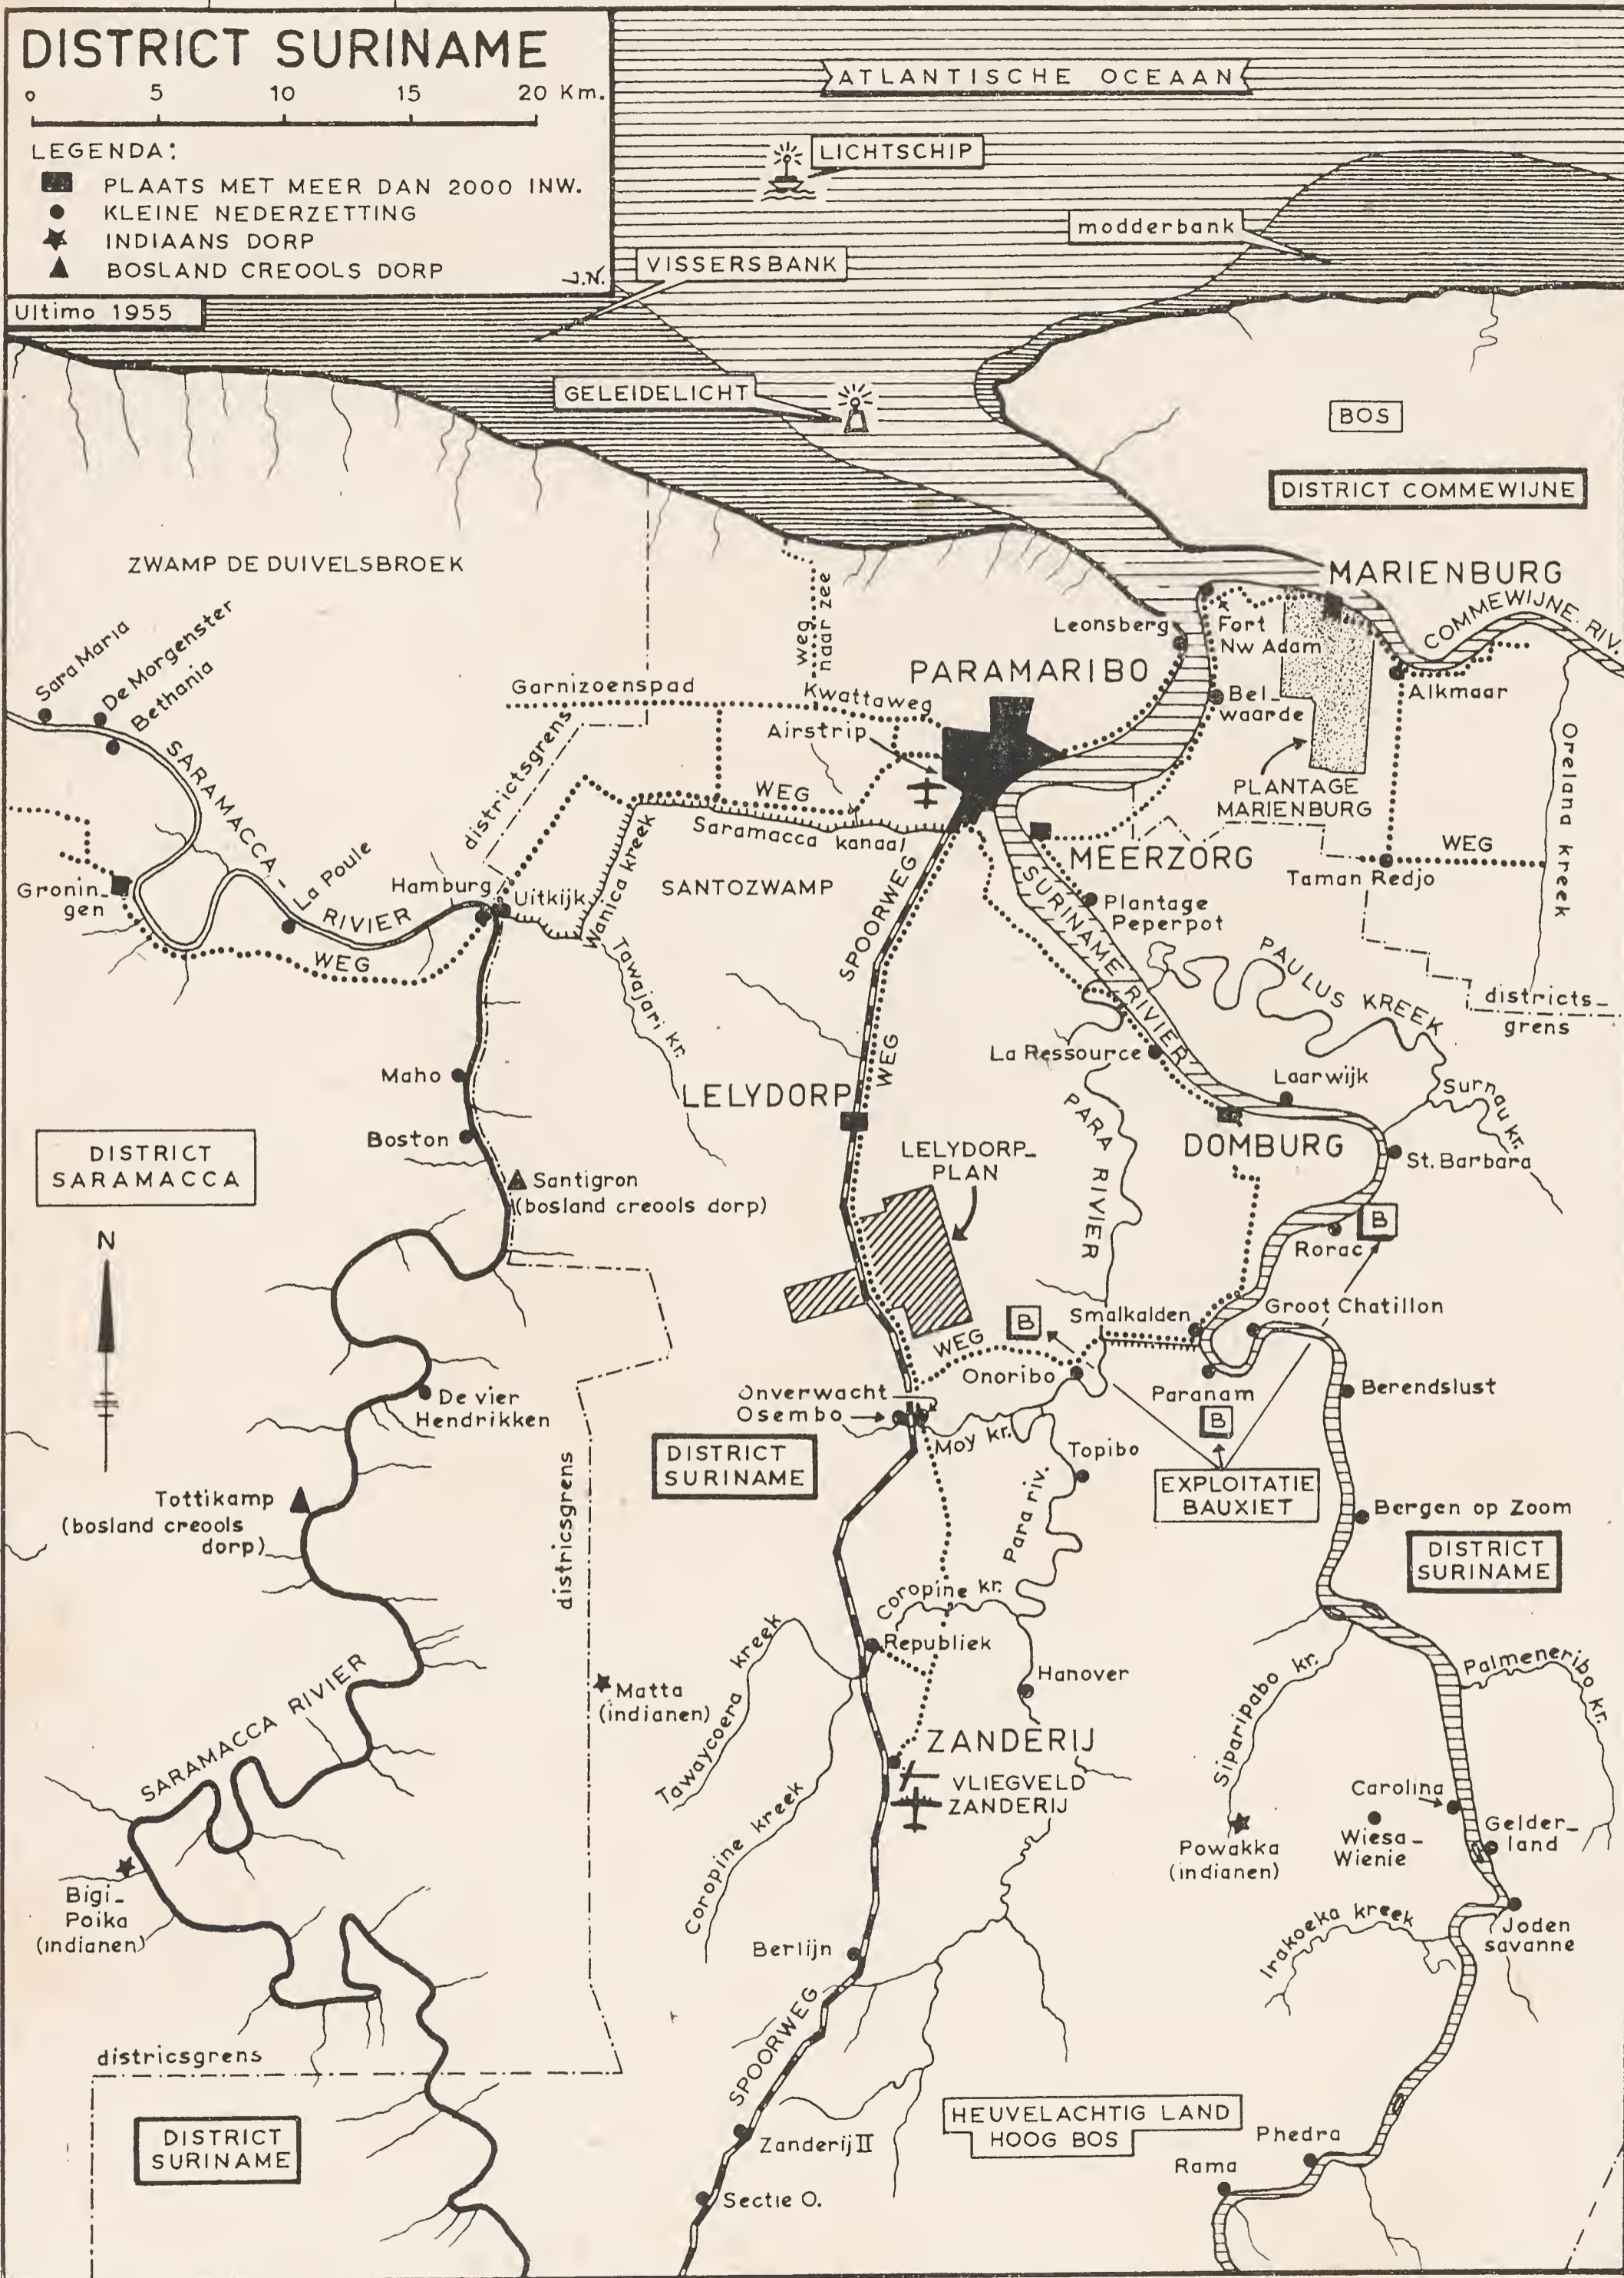 DISTRICT SURINAME
0 5 10 15 20 Km.
LEGENDA:
PLAATS MET MEER DAN 2000 INW.
KLEINE NEDERZETTING
INDIAANS DORP
BOSLAND CREOOLS DORP
J.N.
Ultimo 1955
ATLANTISCHE OCEAAN
LICHTSCHIP
modderbank
VISSERSBANK
GELEIDELICHT
BOS
DISTRICT COMMEWIJNE
ZWAMP DE DUIVELSBROEK
MARIENBURG
COMMEWIJNE. RIV.
weg
naar zee
Leonsberg
Fort
Nw Adam
Sara Maria
De Morgenster
Bethania
PARAMARIBO
Garnizoenspad
Kwattaweg
Airstrip
Bel-
waarde
Alkmaar
Oreland kreek
SARAMACCA-
RIVIER
districtsgrens
WEG
Saramacca kanaal
PLANTAGE
MARIENBURG
MEERZORG
WEG
Taman Redjo
Gronin-
gen
La Poule
Hamburg
Uitkijk
Wanica kreek
SANTOZWAMP
SPOORWEG
SURINAME RIVIER
Plantage
Peperpot
WEG
Tawajari kr.
PAULUS KREEK
districts-
grens
WEG
La Ressource
Maho
LELYDORP
Laarwijk
Surnau kr.
PARA RIVIER
Boston
LELYDORP-
PLAN
DOMBURG
St. Barbara
DISTRICT
SARAMACCA
Santigron
(bosland creools dorp)
B
Rorac
N
Groot Chatillon
Smalkalden
B
WEG
Onoribo
Paranam
B
Berendslust
De vier
Hendrikken
Onverwacht
Osembo
Moy kr.
Topibo
DISTRICT
SURINAME
EXPLOITATIE
BAUXIET
Tottikamp
(bosland creools
dorp)
districsgrens
Para riv.
Bergen op Zoom
DISTRICT
SURINAME
Coropine kr.
Republiek
Hanover
SARAMACCA RIVIER
Matta
(indianen)
Tawaycoera kreek
Siparipabo kr.
Palmeneribo kr.
ZANDERIJ
VLIEGVELD
ZANDERIJ
Coropine kreek
Carolina
Wiesa-
Wienie
Gelder-
land
Powakka
(indianen)
Bigi-
Poika
(indianen)
Irakoeka kreek
Joden
savanne
Berlijn
SPOORWEG
districsgrens
HEUVELACHTIG LAND
HOOG BOS
DISTRICT
SURINAME
Zanderij II
Phedra
Rama
Sectie O.